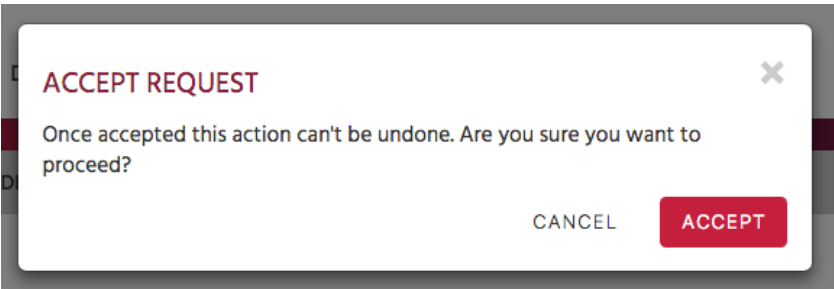 ACCEPT REQUEST
Once accepted this action can't be undone. Are you sure you want to
proceed?
CANCEL
ACCEPT